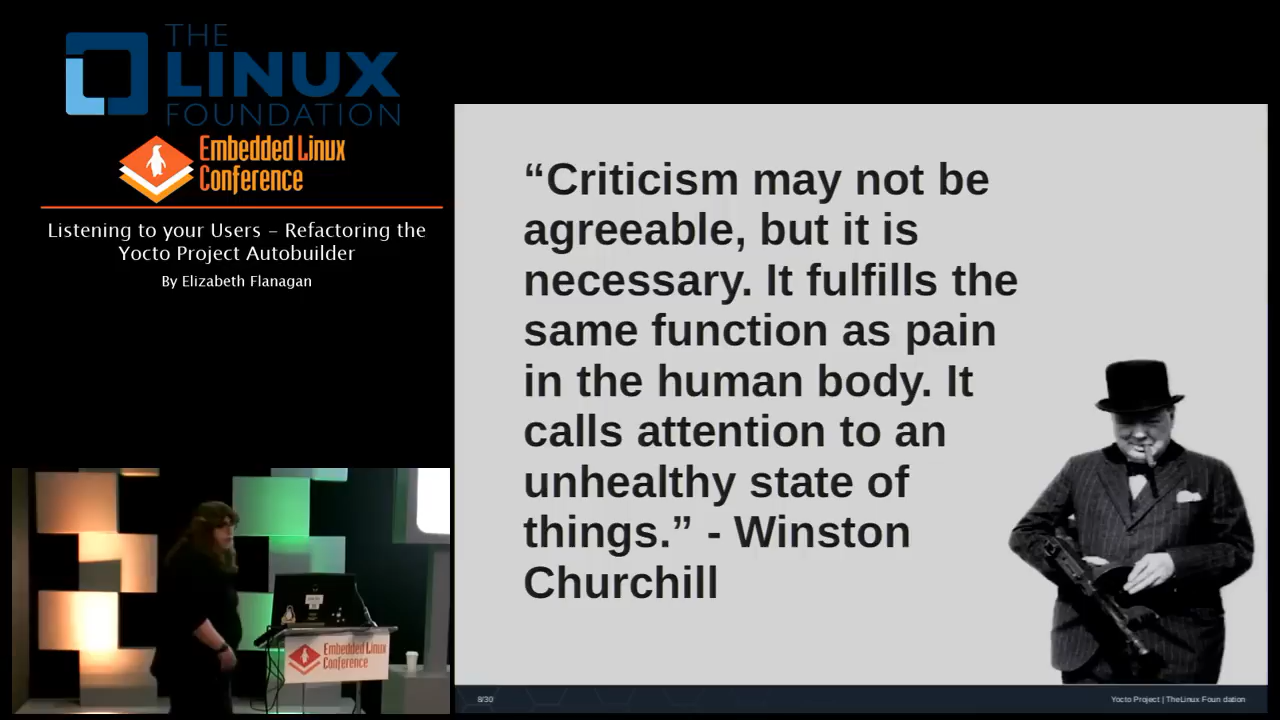 THE
LINUX
FOUNDATION
Embedded Linux
Conference
Listening to your Users – Refactoring the
Yocto Project Autobuilder
By Elizabeth Flanagan
“Criticism may not be
agreeable, but it is
necessary. It fulfills the
same function as pain
in the human body. It
calls attention to an
unhealthy state of
things.” - Winston
Churchill
Embedded Linux
Conference
8/30
Yocto Project | TheLinux Foun dation